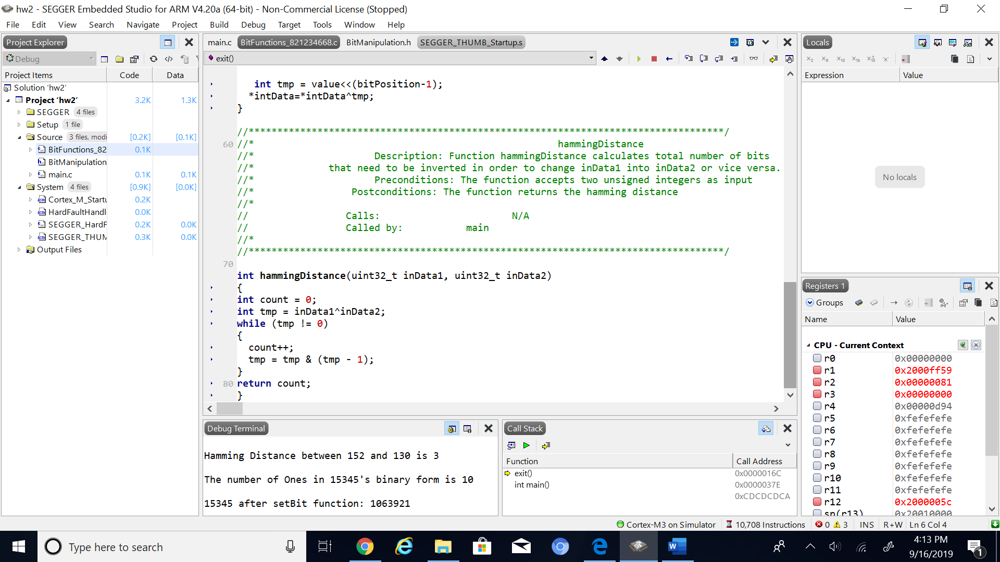 hw2 - SEGGER Embedded Studio for ARM V4.20a (64-bit) - Non-Commercial License (Stopped)
File Edit View Search Navigate Project Build Debug Target Tools Window Help
Project Explorer
Debug
Project Items Code Data
Solution ‘hw2’
Project ‘hw2’ 3.2K 1.3K
SEGGER 4 files
Setup 1 file
Source 3 files, modi [0.2K] [0.1K]
BitFunctions_82 0.1K
BitManipulation
main.c 0.1K 0.1K
System 4 files [0.9K] [0.0K]
Cortex_M_Startu 0.2K
HardFaultHandl 0.0K
SEGGER_HardF 0.2K 0.0K
SEGGER_THUM 0.3K 0.0K
Output Files
main.c BitFunctions_821234668.c BitManipulation.h SEGGER_THUMB_Startup.s
exit()
int tmp = value<<(bitPosition-1);
*intData=*intData^tmp;
}
//***********************************************************************************/
60 //* hammingDistance
//* Description: Function hammingDistance calculates total number of bits
//* that need to be inverted in order to change inData1 into inData2 or vice versa.
//* Preconditions: The function accepts two unsigned integers as input
//* Postconditions: The function returns the hamming distance
//*
// Calls: N/A
// Called by: main
//*
//***********************************************************************************/
70
int hammingDistance(uint32_t inData1, uint32_t inData2)
{
int count = 0;
int tmp = inData1^inData2;
while (tmp != 0)
{
count++;
tmp = tmp & (tmp - 1);
}
80 return count;
}
Debug Terminal
Hamming Distance between 152 and 130 is 3
The number of Ones in 15345's binary form is 10
15345 after setBit function: 1063921
Call Stack
Function Call Address
exit() 0x0000016C
int main() 0x0000037E
0xCDCDCDCA
Locals
Expression Value
No locals
Registers 1
Groups
Name Value
CPU - Current Context
r0 0x00000000
r1 0x2000ff59
r2 0x00000081
r3 0x00000000
r4 0x00000d94
r5 0xfefefefe
r6 0xfefefefe
r7 0xfefefefe
r8 0xfefefefe
r9 0xfefefefe
r10 0xfefefefe
r11 0xfefefefe
r12 0x2000005c
sp(r13) 0x20010000
Cortex-M3 on Simulator 10,708 Instructions 0 3 INS R+W Ln 6 Col 4
Type here to search
4:13 PM
9/16/2019
1